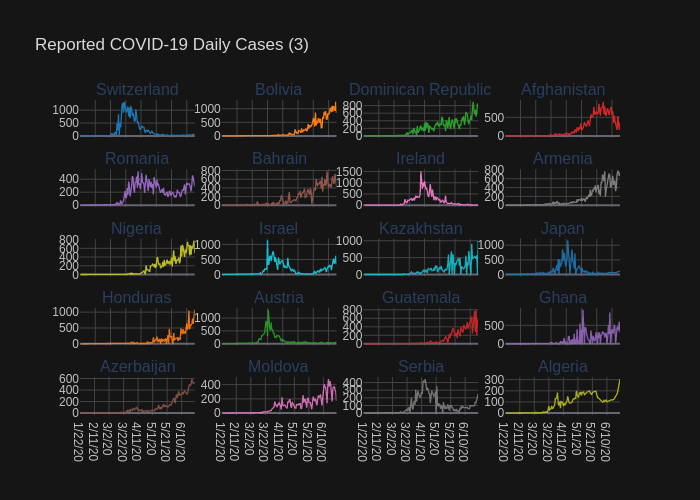 Reported COVID-19 Daily Cases (3)
Switzerland Bolivia Dominican Republic Afghanistan
1000 500 0
1000 500 0
800 600 400 200 0
500 0
Romania Bahrain Ireland Armenia
400 200 0
800 600 400 200 0
1500 1000 500 0
800 600 400 200 0
Nigeria Israel Kazakhstan Japan
800 600 400 200 0
1000 500 0
1000 500 0
1000 500 0
Honduras Austria Guatemala Ghana
1000 500 0
1000 500 0
800 600 400 200 0
500 0
Azerbaijan Moldova Serbia Algeria
600 400 200 0
400 200 0
400 300 200 100 0
300 200 100 0
1/22/20 2/11/20 3/2/20 3/22/20 4/11/20 5/1/20 5/21/20 6/10/20
1/22/20 2/11/20 3/2/20 3/22/20 4/11/20 5/1/20 5/21/20 6/10/20
1/22/20 2/11/20 3/2/20 3/22/20 4/11/20 5/1/20 5/21/20 6/10/20
1/22/20 2/11/20 3/2/20 3/22/20 4/11/20 5/1/20 5/21/20 6/10/20